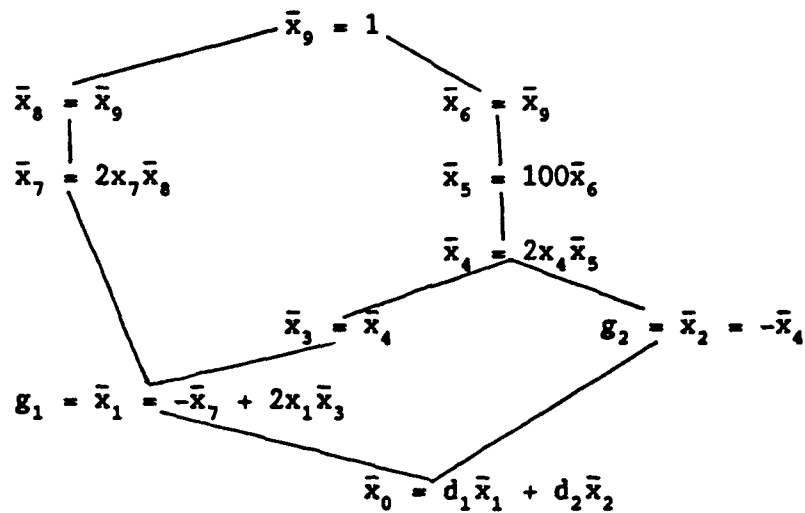 x̄₉ = 1
x̄₈ = x̄₉
x̄₆ = x̄₉
x̄₇ = 2x₇x̄₈
x̄₅ = 100x̄₆
x̄₄ = 2x₄x̄₅
x̄₃ = x̄₄
g₂ = x̄₂ = -x̄₄
g₁ = x̄₁ = -x̄₇ + 2x₁x̄₃
x̄₀ = d₁x̄₁ + d₂x̄₂